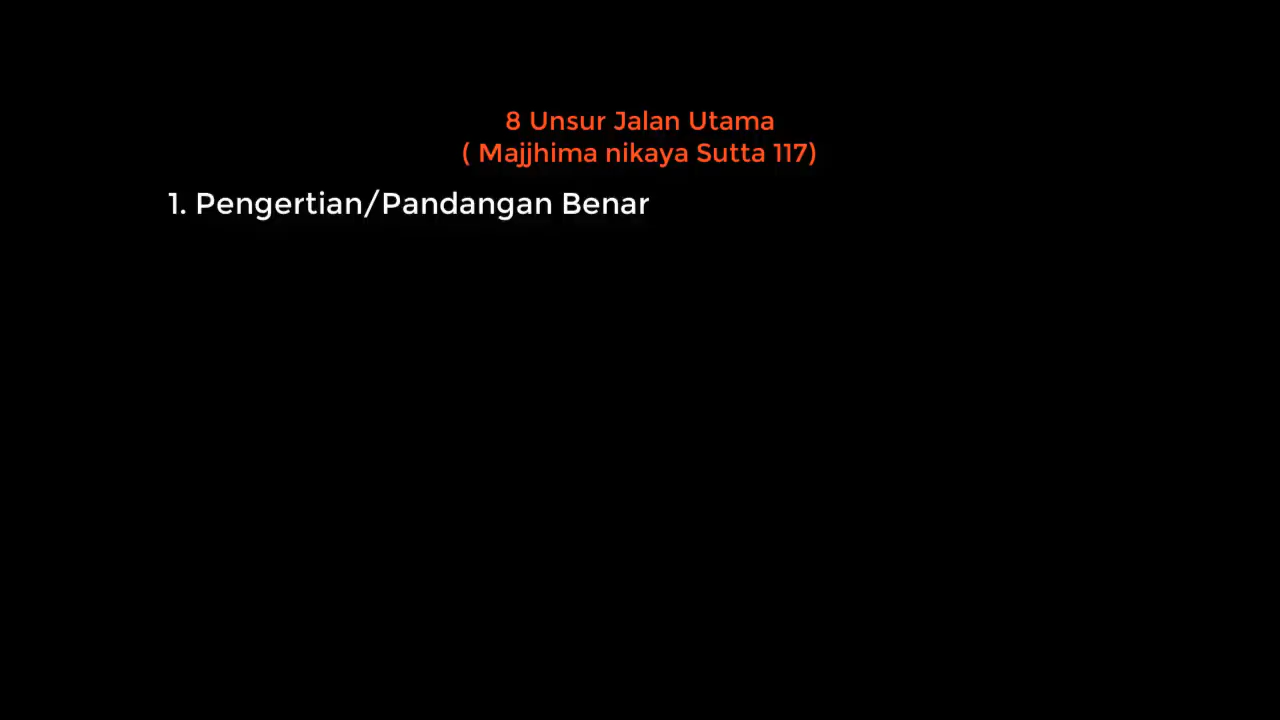 8 Unsur Jalan Utama
( Majjhima nikaya Sutta 117)
1. Pengertian/Pandangan Benar